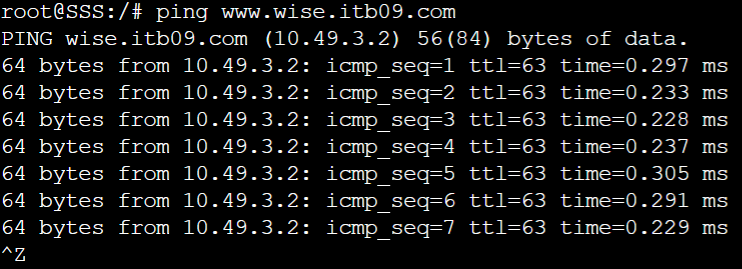 root@SSS:/# ping www.wise.itb09.com
PING wise.itb09.com (10.49.3.2) 56(84) bytes of data.
64 bytes from 10.49.3.2: icmp_seq=1 ttl=63 time=0.297 ms
64 bytes from 10.49.3.2: icmp_seq=2 ttl=63 time=0.233 ms
64 bytes from 10.49.3.2: icmp_seq=3 ttl=63 time=0.228 ms
64 bytes from 10.49.3.2: icmp_seq=4 ttl=63 time=0.237 ms
64 bytes from 10.49.3.2: icmp_seq=5 ttl=63 time=0.305 ms
64 bytes from 10.49.3.2: icmp_seq=6 ttl=63 time=0.291 ms
64 bytes from 10.49.3.2: icmp_seq=7 ttl=63 time=0.229 ms
^Z